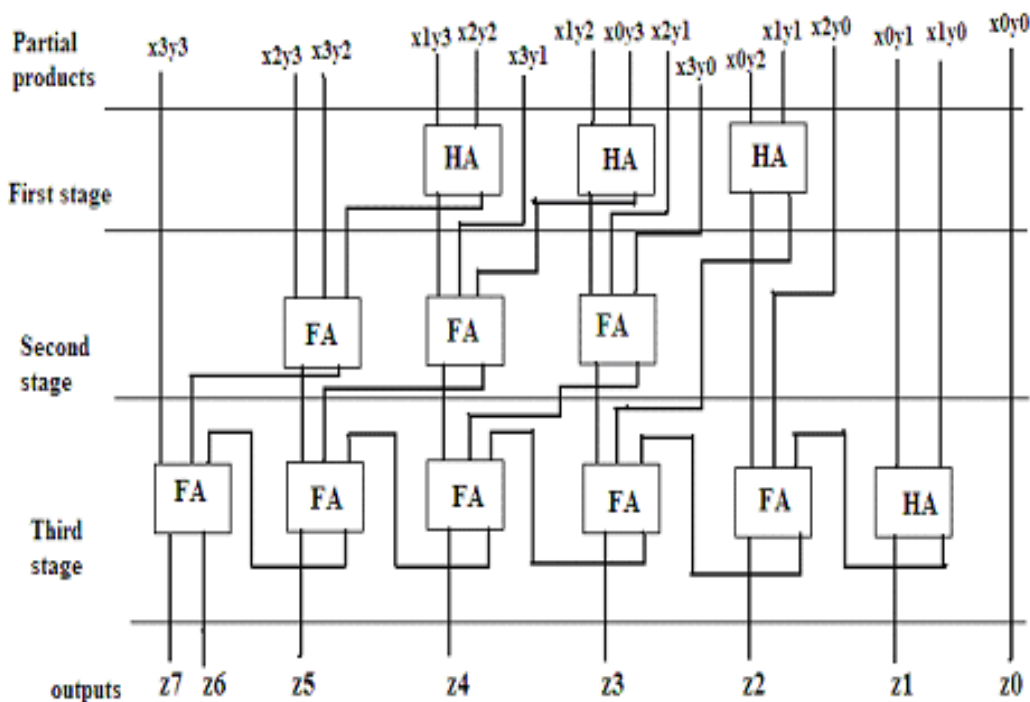 Partial products
x3y3 x2y3 x3y2 x1y3 x2y2 x3y1 x1y2 x0y3 x2y1 x3y0 x0y2 x1y1 x2y0 x0y1 x1y0 x0y0
First stage
HA HA HA
Second stage
FA FA FA
Third stage
FA FA FA FA FA HA
outputs z7 z6 z5 z4 z3 z2 z1 z0